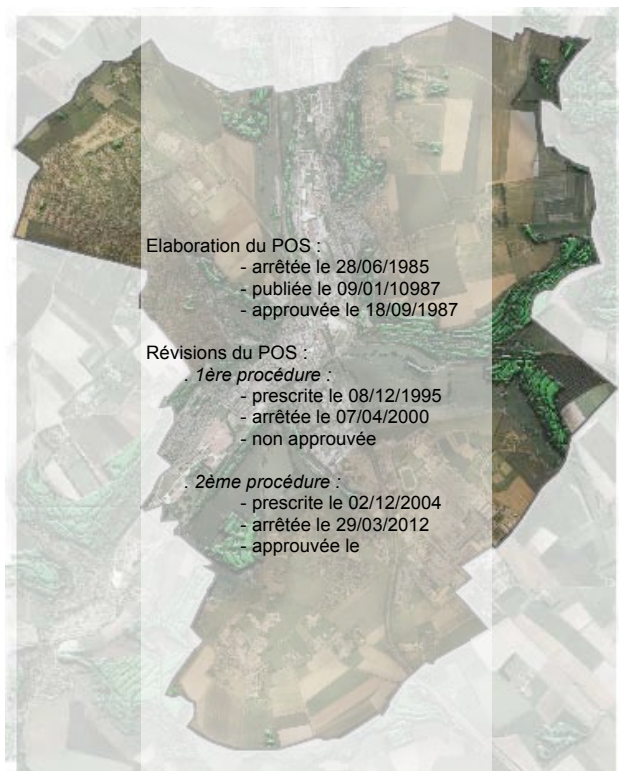 Elaboration du POS :
- arrêtée le 28/06/1985
- publiée le 09/01/10987
- approuvée le 18/09/1987
Révisions du POS :
. 1ère procédure :
- prescrite le 08/12/1995
- arrêtée le 07/04/2000
- non approuvée
. 2ème procédure :
- prescrite le 02/12/2004
- arrêtée le 29/03/2012
- approuvée le